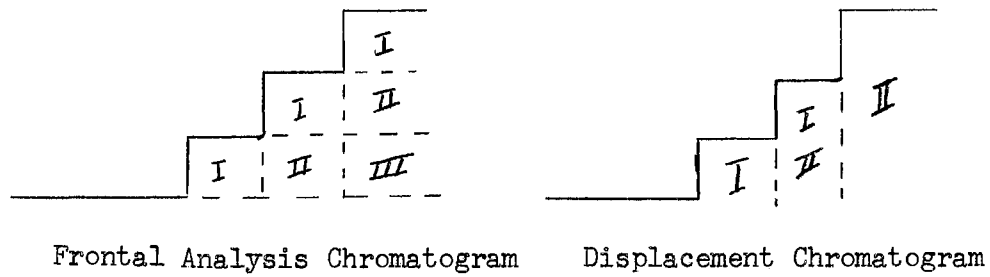 I
I II
I II III
I
I II
II
Frontal Analysis Chromatogram
Displacement Chromatogram